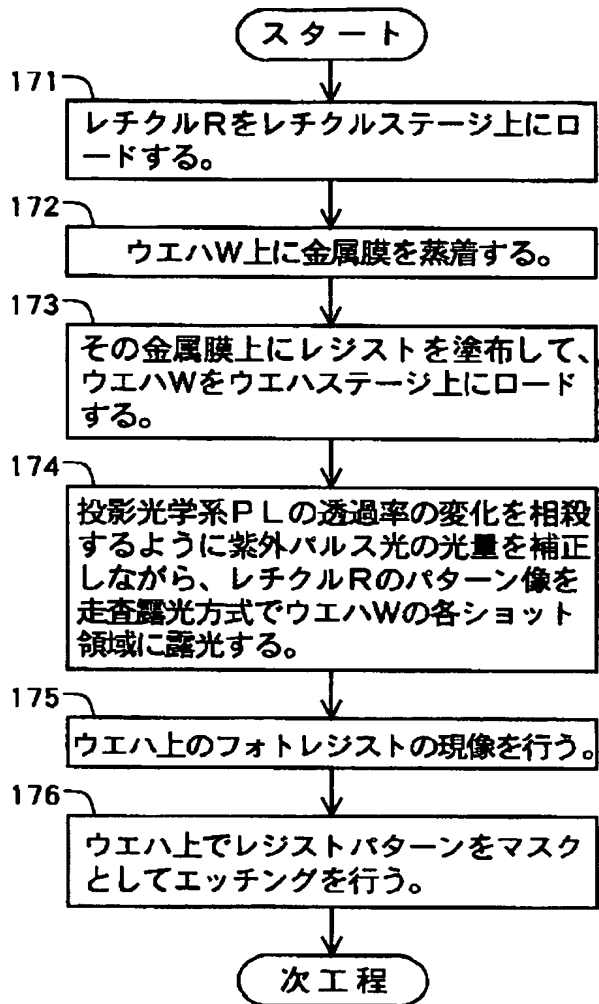 スタート
171
レチクルRをレチクルステージ上にロ
ードする。
172
ウエハW上に金属膜を蒸着する。
173
その金属膜上にレジストを塗布して、
ウエハWをウエハステージ上にロード
する。
174
投影光学系PLの透過率の変化を相殺
するように紫外パルス光の光量を補正
しながら、レチクルRのパターン像を
走査露光方式でウエハWの各ショット
領域に露光する。
175
ウエハ上のフォトレジストの現像を行う。
176
ウエハ上でレジストパターンをマスク
としてエッチングを行う。
次工程